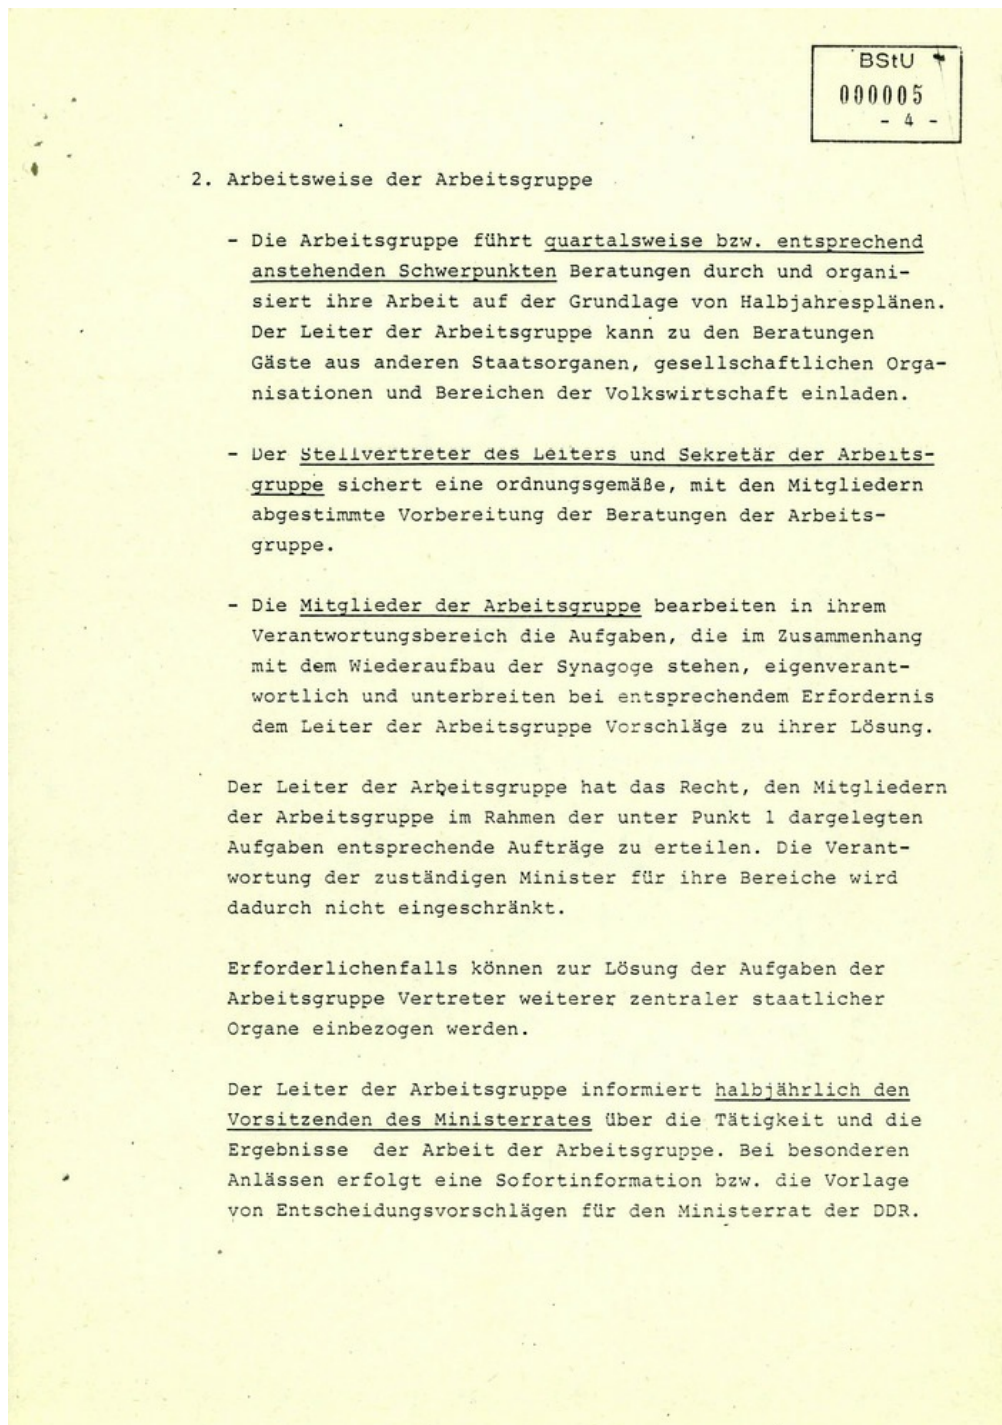 BStU
000005
- 4 -
2. Arbeitsweise der Arbeitsgruppe
- Die Arbeitsgruppe führt quartalsweise bzw. entsprechend
anstehenden Schwerpunkten Beratungen durch und organi-
siert ihre Arbeit auf der Grundlage von Halbjahresplänen.
Der Leiter der Arbeitsgruppe kann zu den Beratungen
Gäste aus anderen Staatsorganen, gesellschaftlichen Orga-
nisationen und Bereichen der Volkswirtschaft einladen.
- Der Stellvertreter des Leiters und Sekretär der Arbeits-
gruppe sichert eine ordnungsgemäße, mit den Mitgliedern
abgestimmte Vorbereitung der Beratungen der Arbeits-
gruppe.
- Die Mitglieder der Arbeitsgruppe bearbeiten in ihrem
Verantwortungsbereich die Aufgaben, die im Zusammenhang
mit dem Wiederaufbau der Synagoge stehen, eigenverant-
wortlich und unterbreiten bei entsprechendem Erfordernis
dem Leiter der Arbeitsgruppe Vorschläge zu ihrer Lösung.
Der Leiter der Arbeitsgruppe hat das Recht, den Mitgliedern
der Arbeitsgruppe im Rahmen der unter Punkt 1 dargelegten
Aufgaben entsprechende Aufträge zu erteilen. Die Verant-
wortung der zuständigen Minister für ihre Bereiche wird
dadurch nicht eingeschränkt.
Erforderlichenfalls können zur Lösung der Aufgaben der
Arbeitsgruppe Vertreter weiterer zentraler staatlicher
Organe einbezogen werden.
Der Leiter der Arbeitsgruppe informiert halbjährlich den
Vorsitzenden des Ministerrates über die Tätigkeit und die
Ergebnisse der Arbeit der Arbeitsgruppe. Bei besonderen
Anlässen erfolgt eine Sofortinformation bzw. die Vorlage
von Entscheidungsvorschlägen für den Ministerrat der DDR.